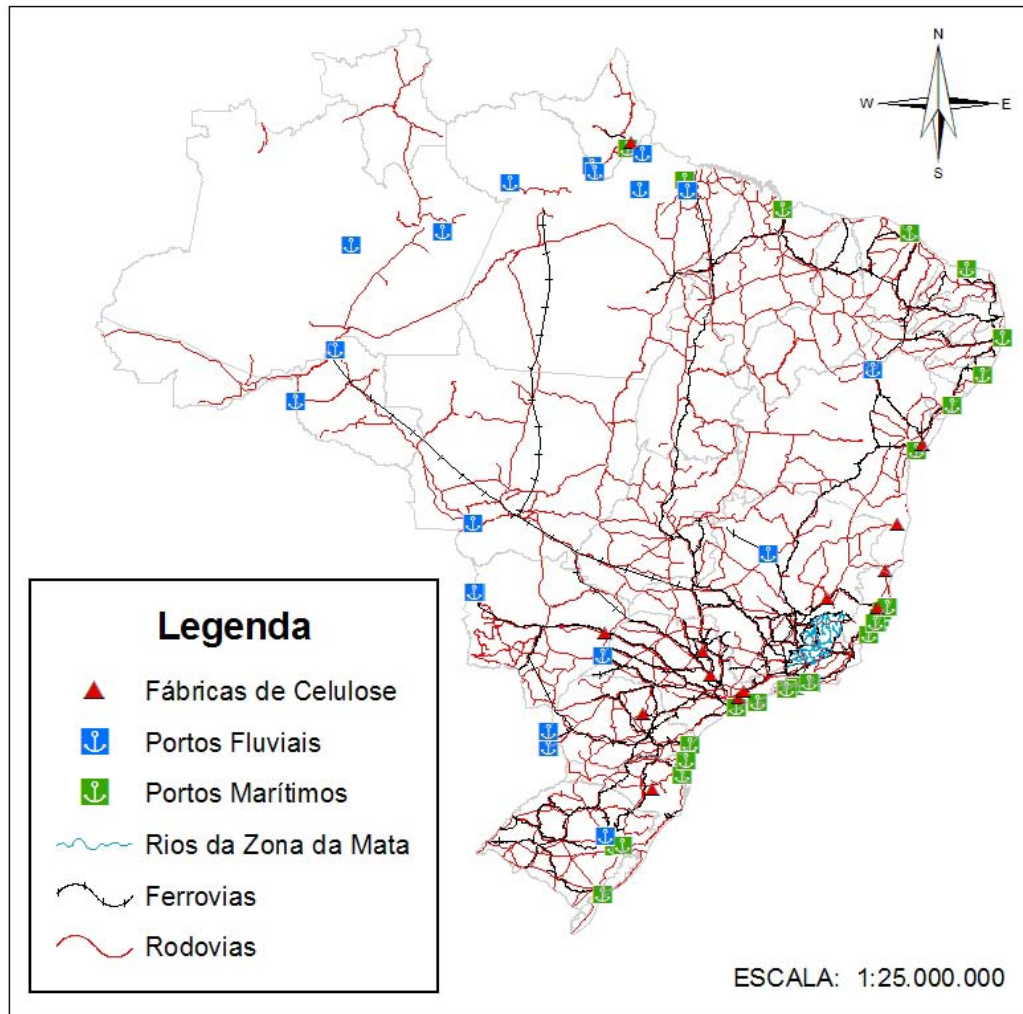 N
W
E
S
Legenda
Fábricas de Celulose
Portos Fluviais
Portos Marítimos
Rios da Zona da Mata
Ferrovias
Rodovias
ESCALA: 1:25.000.000